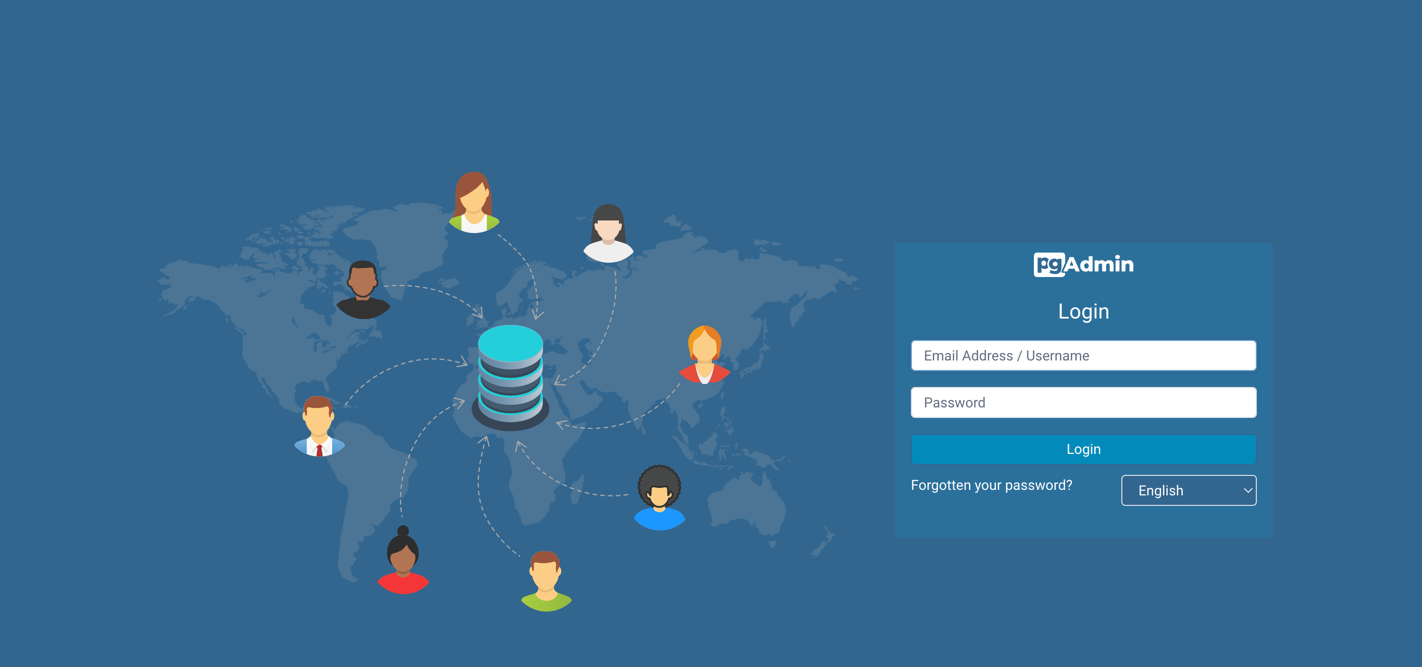 pgAdmin
Login
Email Address / Username
Password
Login
Forgotten your password?
English